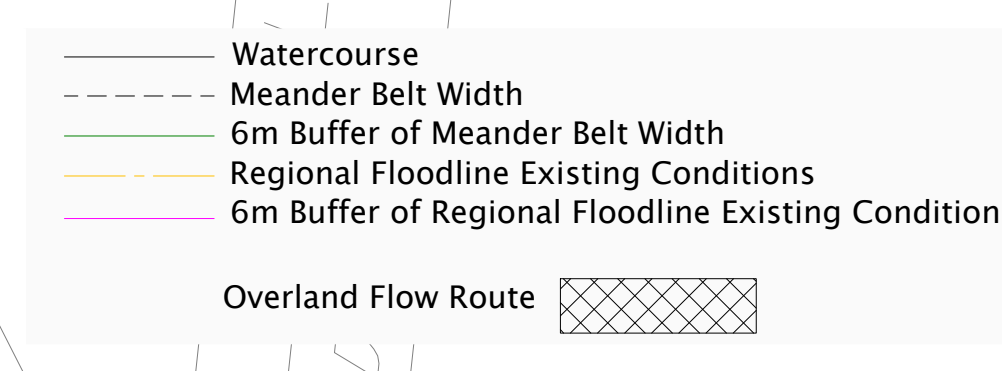 Watercourse
Meander Belt Width
6m Buffer of Meander Belt Width
Regional Floodline Existing Conditions
6m Buffer of Regional Floodline Existing Condition
Overland Flow Route